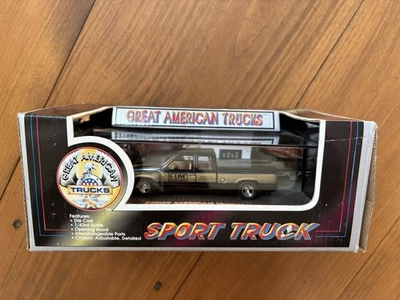 GREAT AMERICAN TRUCKS
GREAT AMERICAN
TRUCKS
Features:
• Die Cast
• 1/43rd Scale
• Opening Hood
• Interchangeable Parts
• Chassis, Adjustable, Detailed
SPORT TRUCK